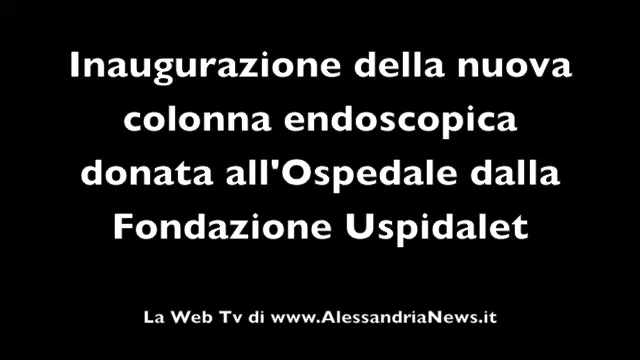 Inaugurazione della nuova
colonna endoscopica
donata all'Ospedale dalla
Fondazione Uspidalet
La Web Tv di www.AlessandriaNews.it